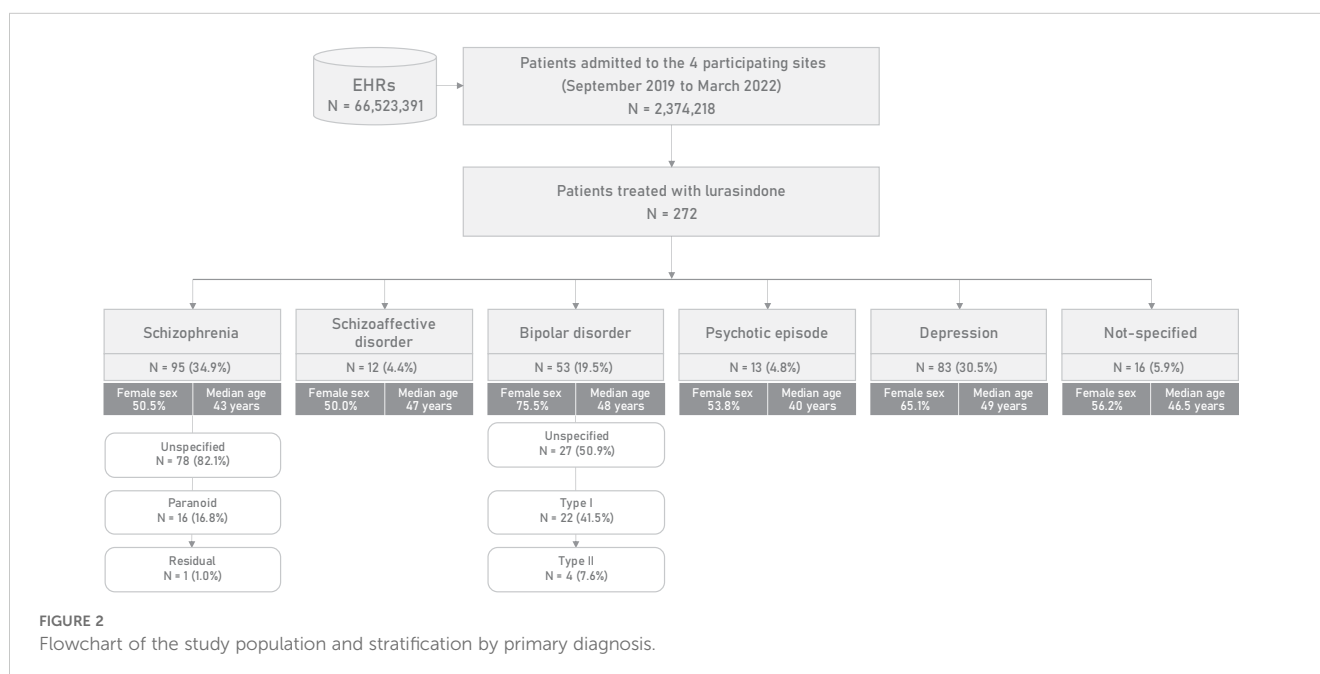 EHRs
N = 66,523,391
Patients admitted to the 4 participating sites
(September 2019 to March 2022)
N = 2,374,218
Patients treated with lurasindone
N = 272
Schizophrenia
N = 95 (34.9%)
Female sex
50.5%
Median age
43 years
Unspecified
N = 78 (82.1%)
Paranoid
N = 16 (16.8%)
Residual
N = 1 (1.0%)
Schizoaffective
disorder
N = 12 (4.4%)
Female sex
50.0%
Median age
47 years
Bipolar disorder
N = 53 (19.5%)
Female sex
75.5%
Median age
48 years
Unspecified
N = 27 (50.9%)
Type I
N = 22 (41.5%)
Type II
N = 4 (7.6%)
Psychotic episode
N = 13 (4.8%)
Female sex
53.8%
Median age
40 years
Depression
N = 83 (30.5%)
Female sex
65.1%
Median age
49 years
Not-specified
N = 16 (5.9%)
Female sex
56.2%
Median age
46.5 years
FIGURE 2
Flowchart of the study population and stratification by primary diagnosis.